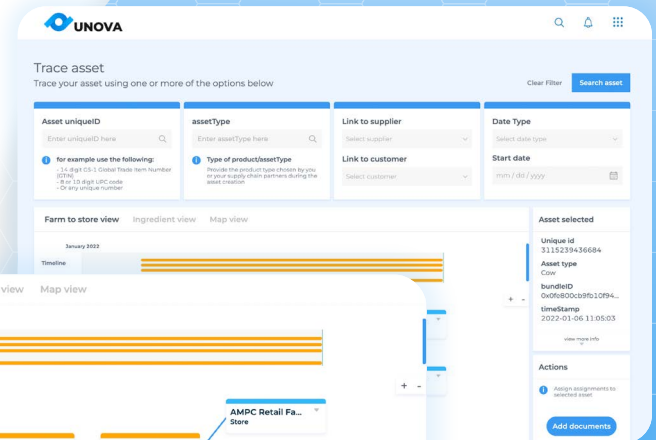 UNOVA
Trace asset
Trace your asset using one or more of the options below
Clear Filter
Search asset
Asset uniqueID
Enter uniqueID here
for example use the following:
- 14 digit GS-1 Global Trade Item Number
(GTIN)
- 8 or 10 digit UPC code
- Or any unique number
assetType
Enter assetType here
Type of product/assetType
Provide the product type chosen by you
or your supply chain partners during the
asset creation
Link to supplier
Select supplier
Link to customer
Select customer
Date Type
Select date type
Start date
mm / dd / yyyy
Farm to store view Ingredient view Map view
January 2022
Timeline
+ -
Asset selected
Unique id
3115239436684
Asset type
Cow
bundleID
0x0fe800cb9fb10f94...
timeStamp
2022-01-06 11:05:03
view more info
Actions
Assign assignments to
selected asset
Add documents
view Map view
+ -
AMPC Retail Fa...
Store